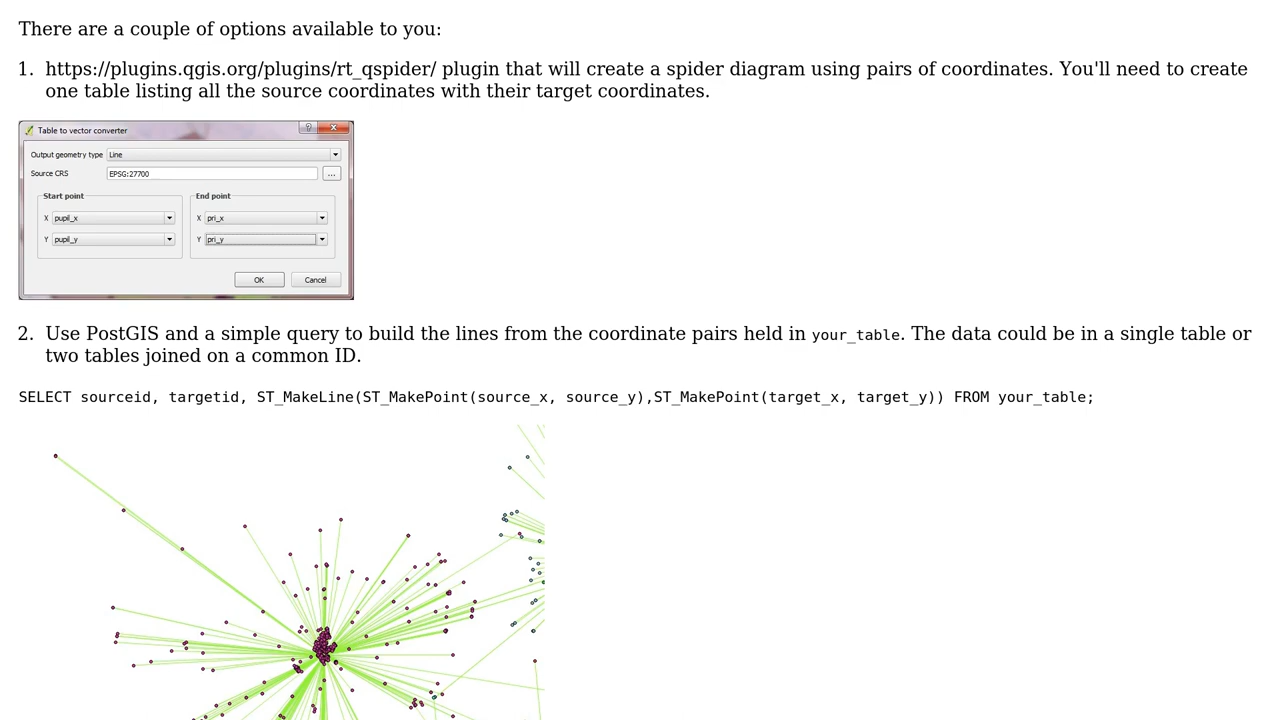 There are a couple of options available to you:
1. https://plugins.qgis.org/plugins/rt_qspider/ plugin that will create a spider diagram using pairs of coordinates. You'll need to create
one table listing all the source coordinates with their target coordinates.
Table to vector converter
Output geometry type Line
Source CRS EPSG:27700 ...
Start point End point
X pupil_x X pri_x
Y pupil_y Y pri_y
OK Cancel
2. Use PostGIS and a simple query to build the lines from the coordinate pairs held in your_table. The data could be in a single table or
two tables joined on a common ID.
SELECT sourceid, targetid, ST_MakeLine(ST_MakePoint(source_x, source_y),ST_MakePoint(target_x, target_y)) FROM your_table;